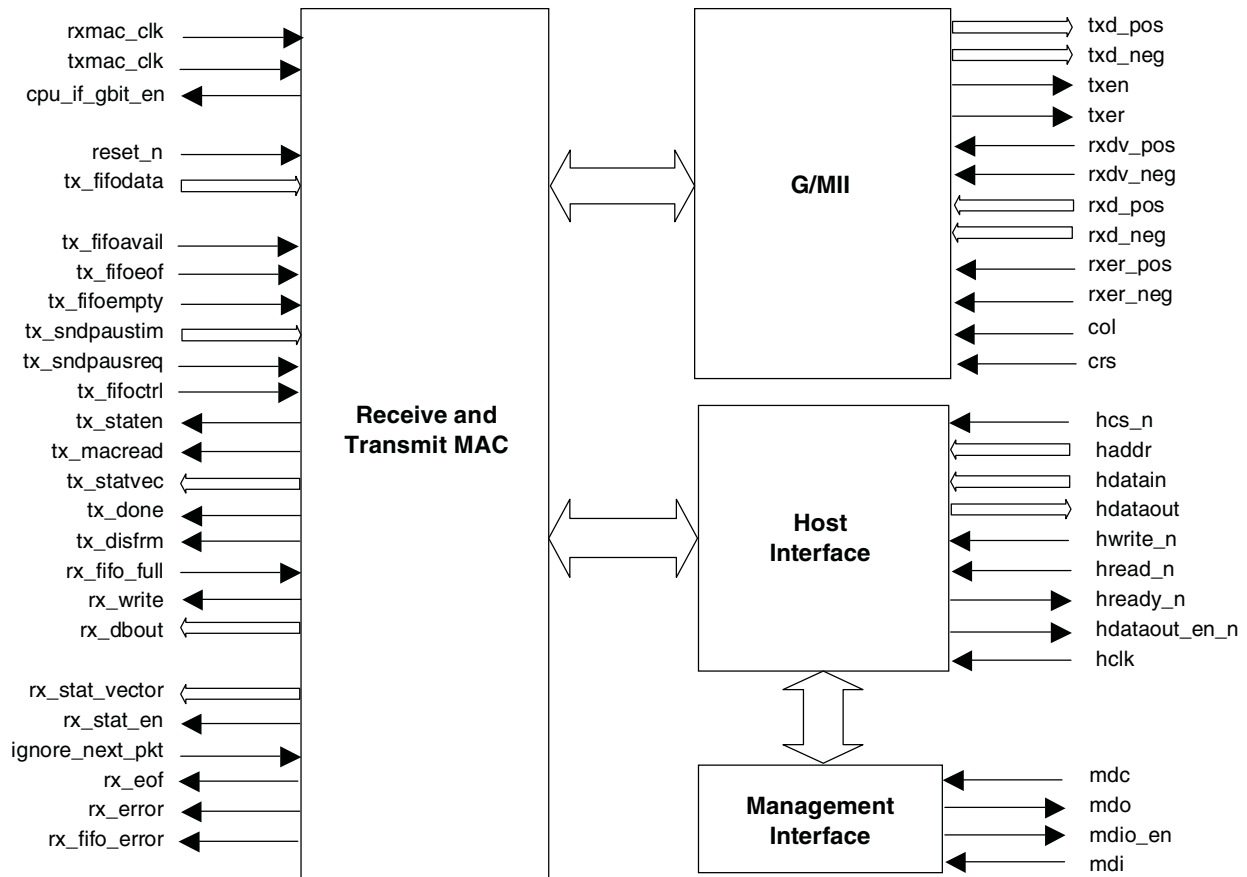 rxmac_clk
txmac_clk
cpu_if_gbit_en
reset_n
tx_fifodata
tx_fifoavail
tx_fifoeof
tx_fifoempty
tx_sndpaustim
tx_sndpausreq
tx_fifoctrl
tx_staten
tx_macread
tx_statvec
tx_done
tx_disfrm
rx_fifo_full
rx_write
rx_dbout
rx_stat_vector
rx_stat_en
ignore_next_pkt
rx_eof
rx_error
rx_fifo_error
Receive and
Transmit MAC
G/MII
txd_pos
txd_neg
txen
txer
rxdv_pos
rxdv_neg
rxd_pos
rxd_neg
rxer_pos
rxer_neg
col
crs
Host
Interface
hcs_n
haddr
hdatain
hdataout
hwrite_n
hread_n
hready_n
hdataout_en_n
hclk
Management
Interface
mdc
mdo
mdio_en
mdi